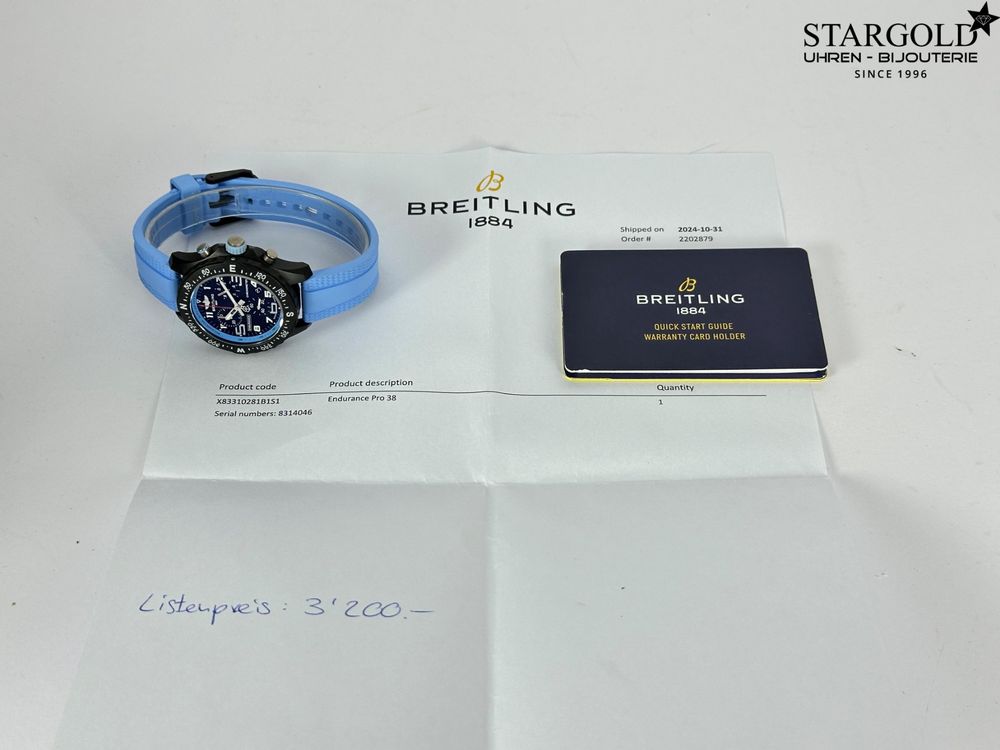 STARGOLD
UHREN - BIJOUTERIE
SINCE 1996
B
BREITLING
1884
Shipped on 2024-10-31
Order # 2202879
B
BREITLING
1884
QUICK START GUIDE
WARRANTY CARD HOLDER
Product code Product description Quantity
X83310281B1S1 Endurance Pro 38 1
Serial numbers: 8314046
Listenpreis: 3'200.-